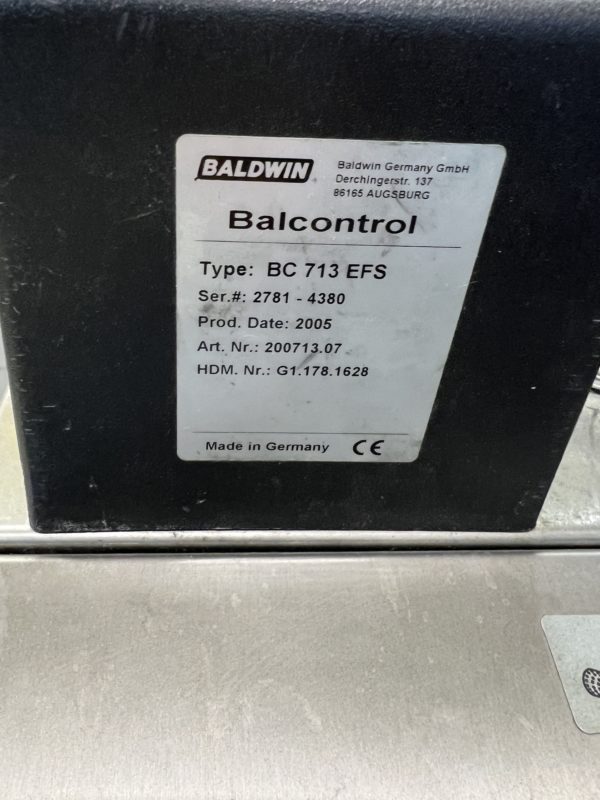 BALDWIN
Baldwin Germany GmbH
Derchingerstr. 137
86165 AUGSBURG
Balcontrol
Type: BC 713 EFS
Ser.#: 2781 - 4380
Prod. Date: 2005
Art. Nr.: 200713.07
HDM. Nr.: G1.178.1628
Made in Germany CE